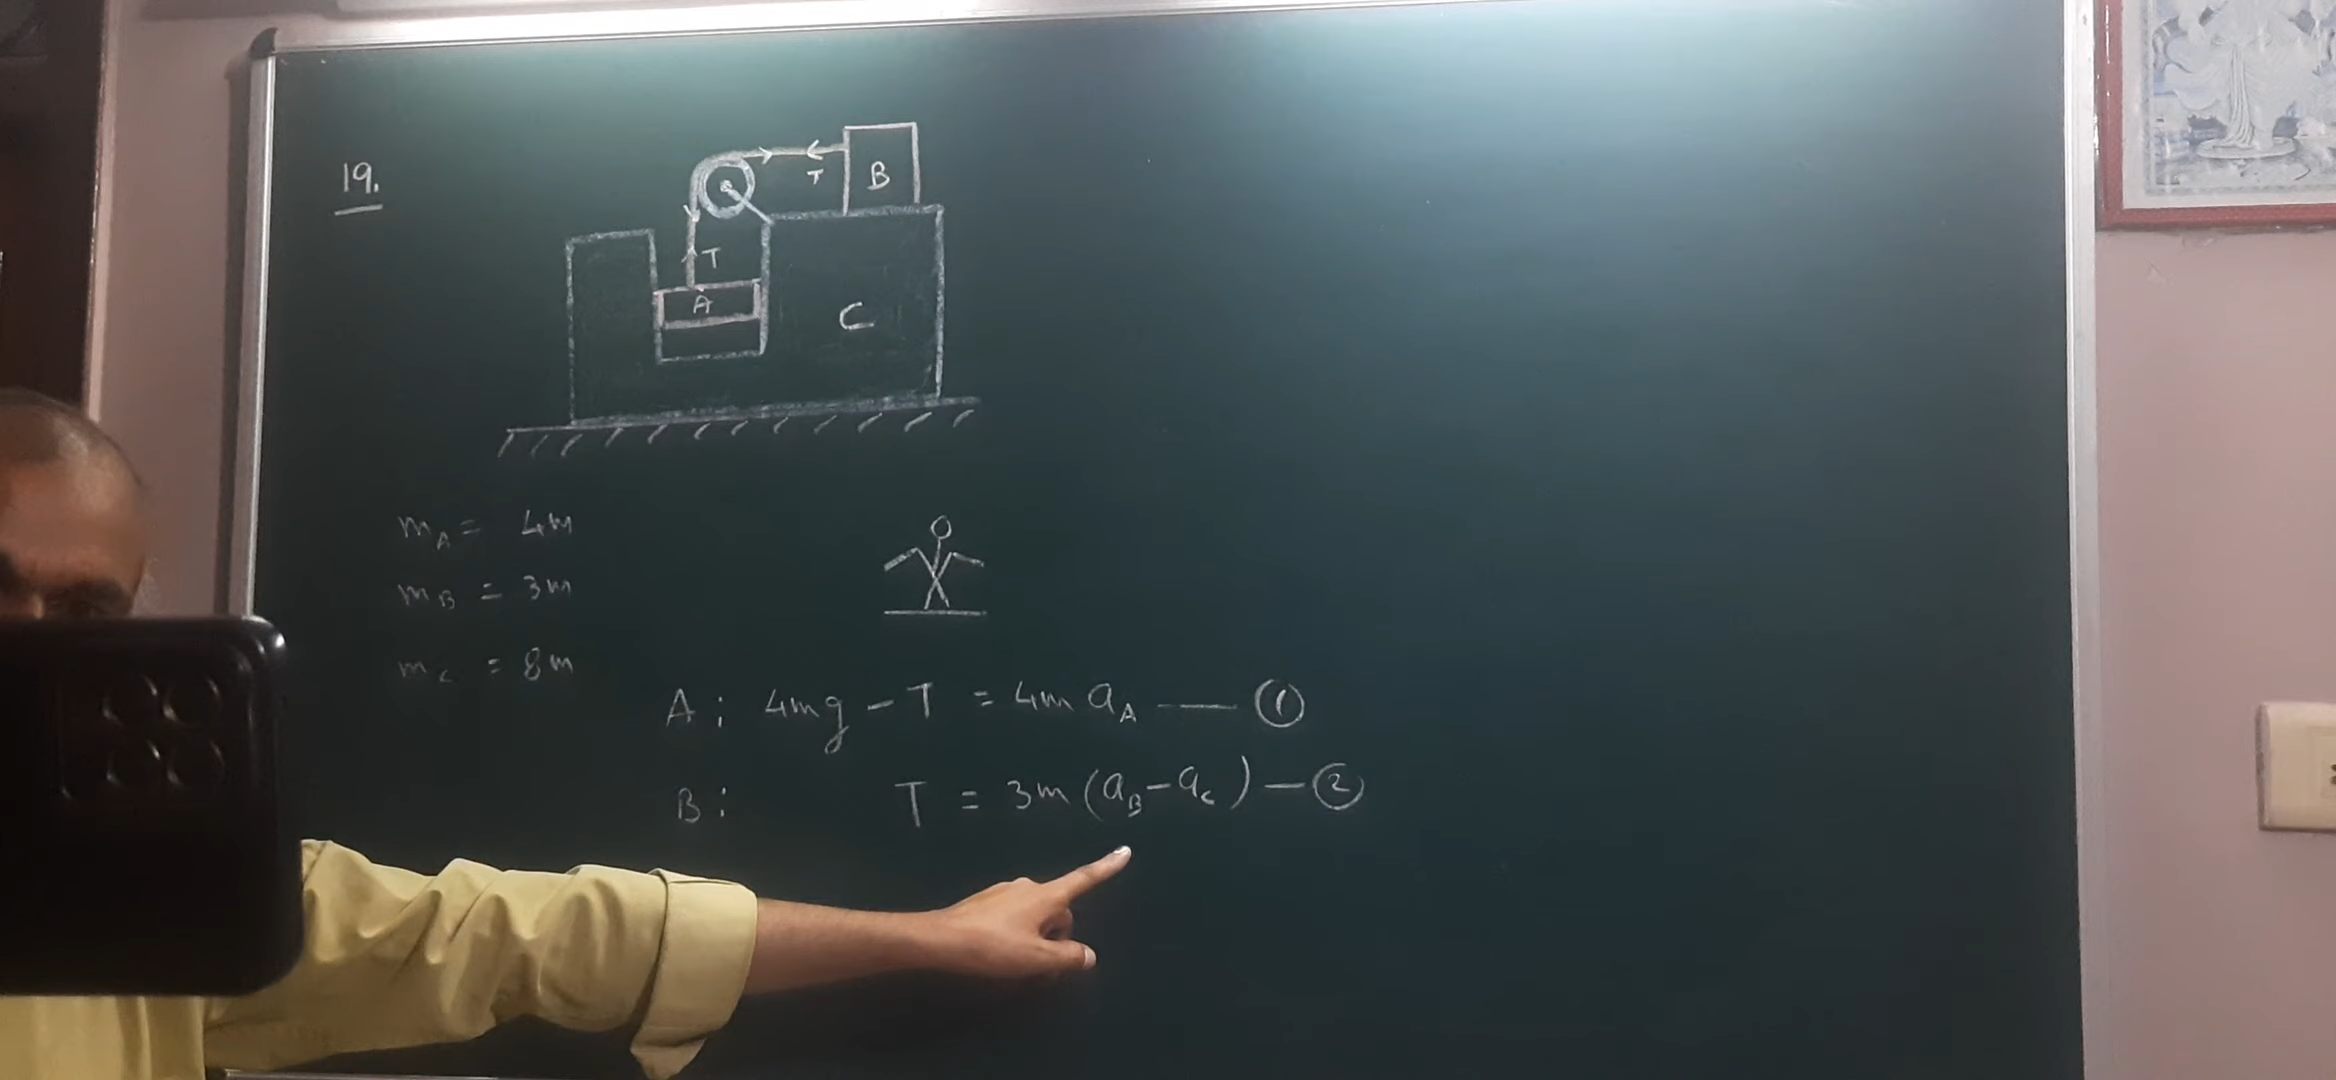 19.
T
B
T
A
C
m_A = 4m
m_B = 3m
m_C = 8m
A: 4mg - T = 4m a_A — ①
B: T = 3m (a_B - a_C) — ②